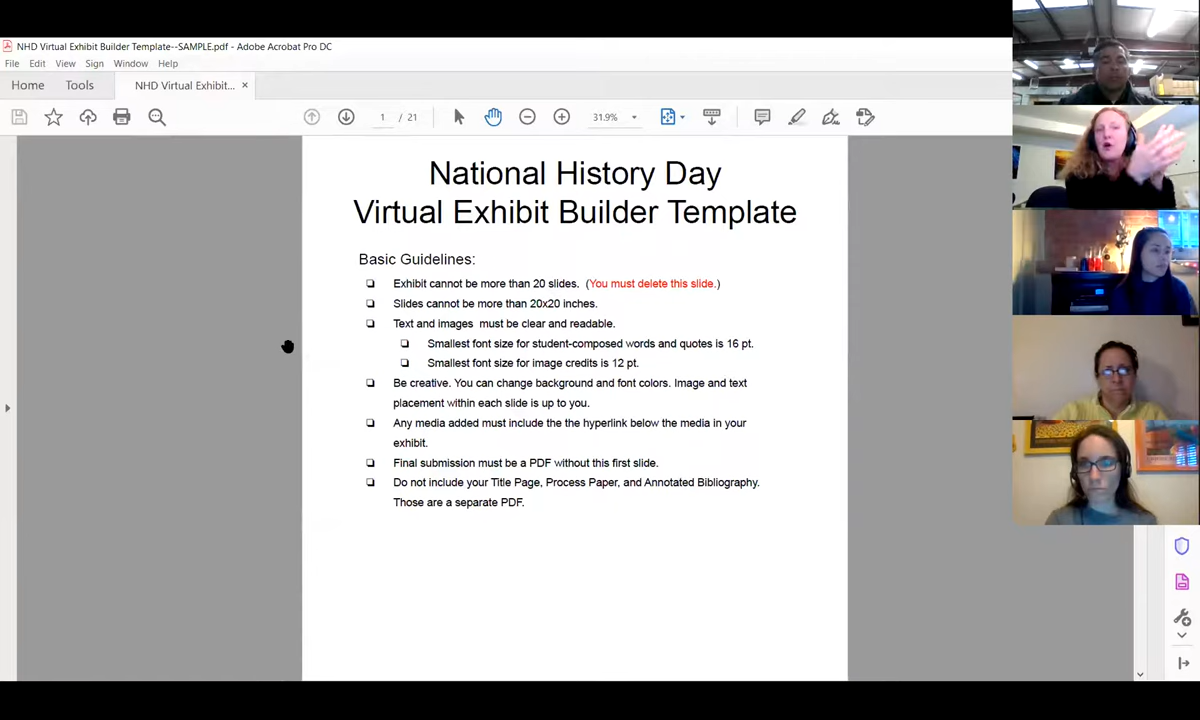 NHD Virtual Exhibit Builder Template--SAMPLE.pdf - Adobe Acrobat Pro DC
File Edit View Sign Window Help
Home Tools NHD Virtual Exhibit... ×
1 / 21 31.9%
National History Day
Virtual Exhibit Builder Template
Basic Guidelines:
Exhibit cannot be more than 20 slides. (You must delete this slide.)
Slides cannot be more than 20x20 inches.
Text and images must be clear and readable.
Smallest font size for student-composed words and quotes is 16 pt.
Smallest font size for image credits is 12 pt.
Be creative. You can change background and font colors. Image and text
placement within each slide is up to you.
Any media added must include the the hyperlink below the media in your
exhibit.
Final submission must be a PDF without this first slide.
Do not include your Title Page, Process Paper, and Annotated Bibliography.
Those are a separate PDF.